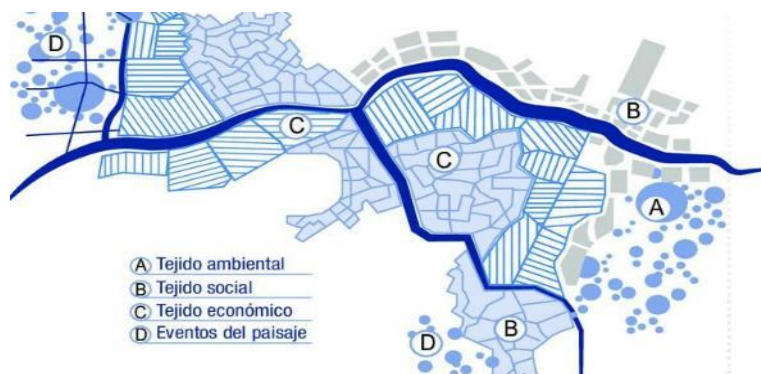 D
B
C
C
A
A Tejido ambiental
B Tejido social
C Tejido económico
D Eventos del paisaje
B
D